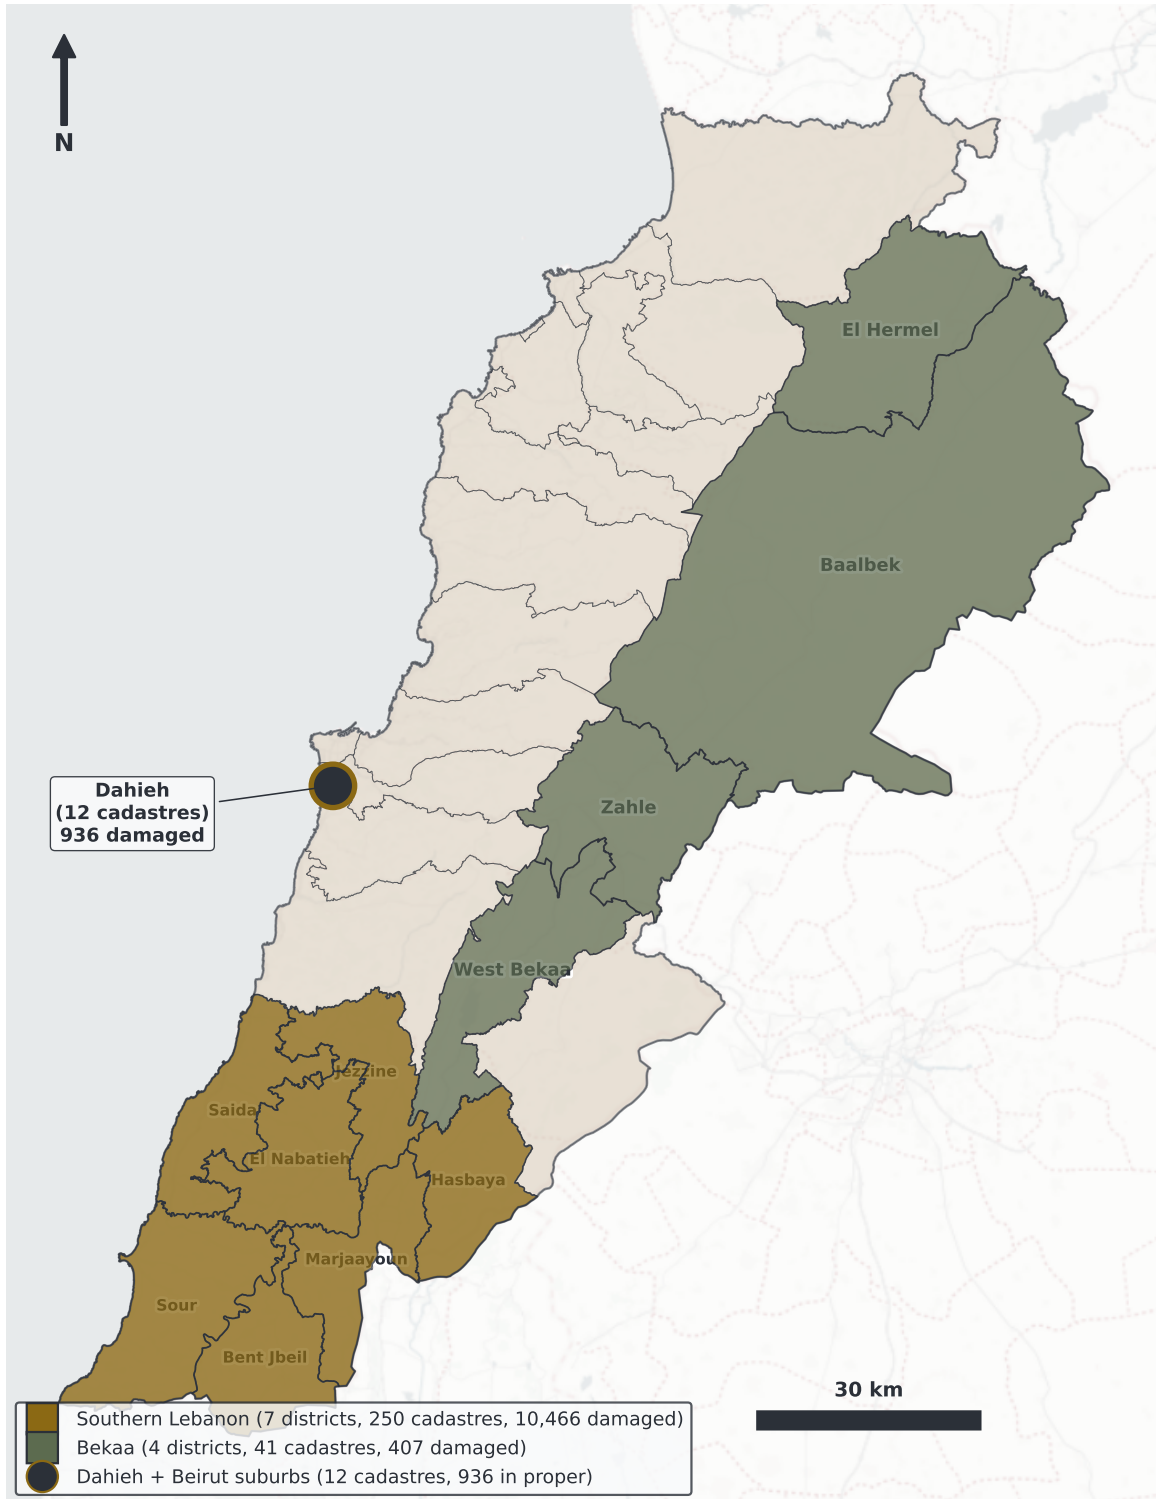 N
El Hermel
Baalbek
Dahieh
(12 cadastres)
936 damaged
Zahle
West Bekaa
Jezzine
Saida
El Nabatieh
Hasbaya
Marjaayoun
Sour
Bent Jbeil
30 km
Southern Lebanon (7 districts, 250 cadastres, 10,466 damaged)
Bekaa (4 districts, 41 cadastres, 407 damaged)
Dahieh + Beirut suburbs (12 cadastres, 936 in proper)